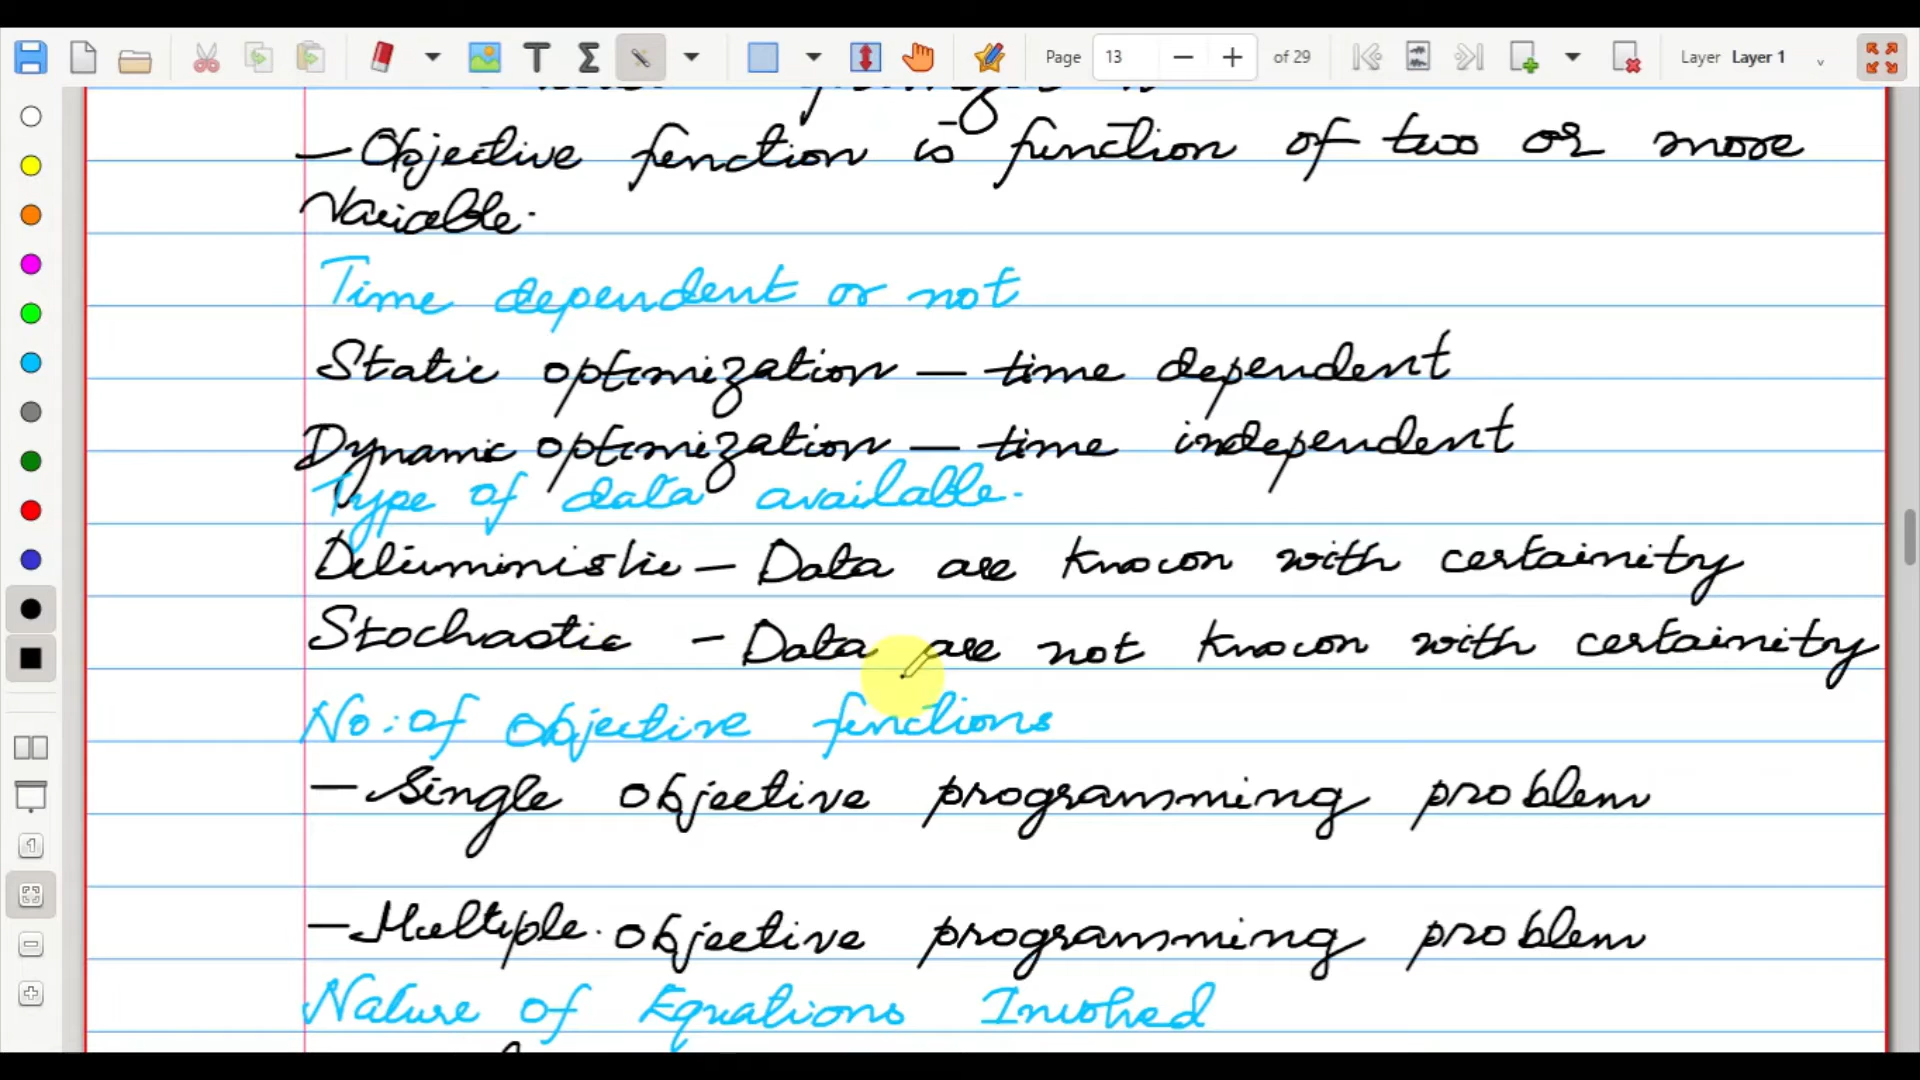 Page 13 of 29 Layer Layer 1
- Objective function is function of two or more
Variable.
Time dependent or not
Static optimization - time dependent
Dynamic optimization - time independent
Type of data available.
Deterministic - Data are known with certainity
Stochastic - Data are not known with certainity
No: of objective functions
- Single objective programming problem
- Multiple objective programming problem
Nature of Equations Involved